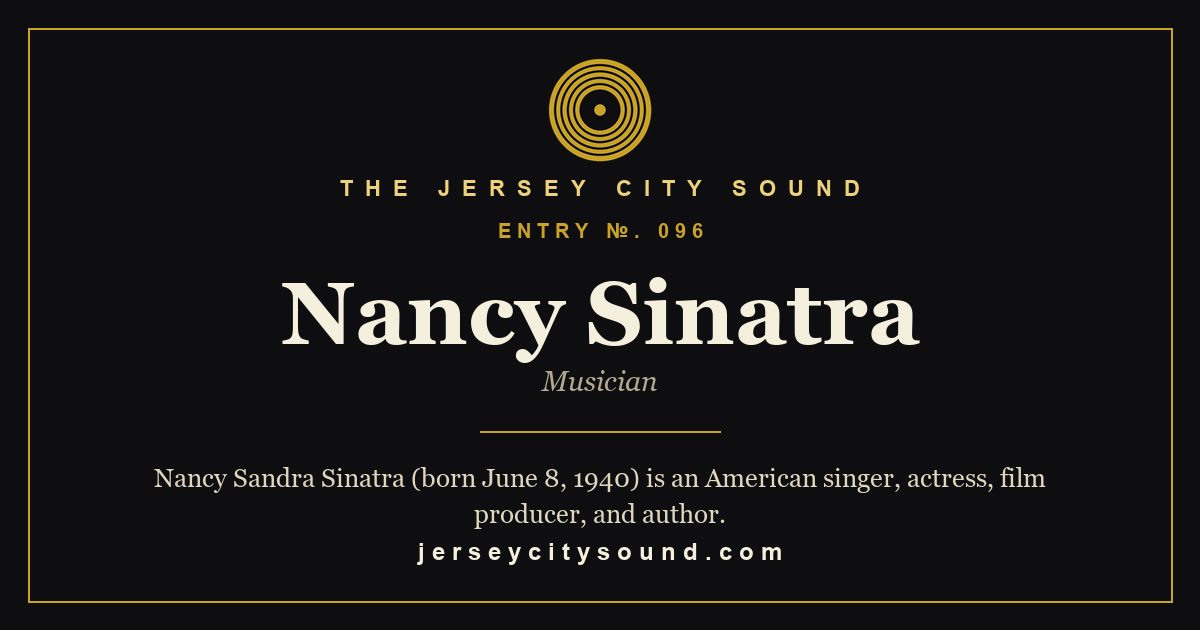 THE JERSEY CITY SOUND
ENTRY №. 096
Nancy Sinatra
Musician
Nancy Sandra Sinatra (born June 8, 1940) is an American singer, actress, film
producer, and author.
jerseycitysound.com